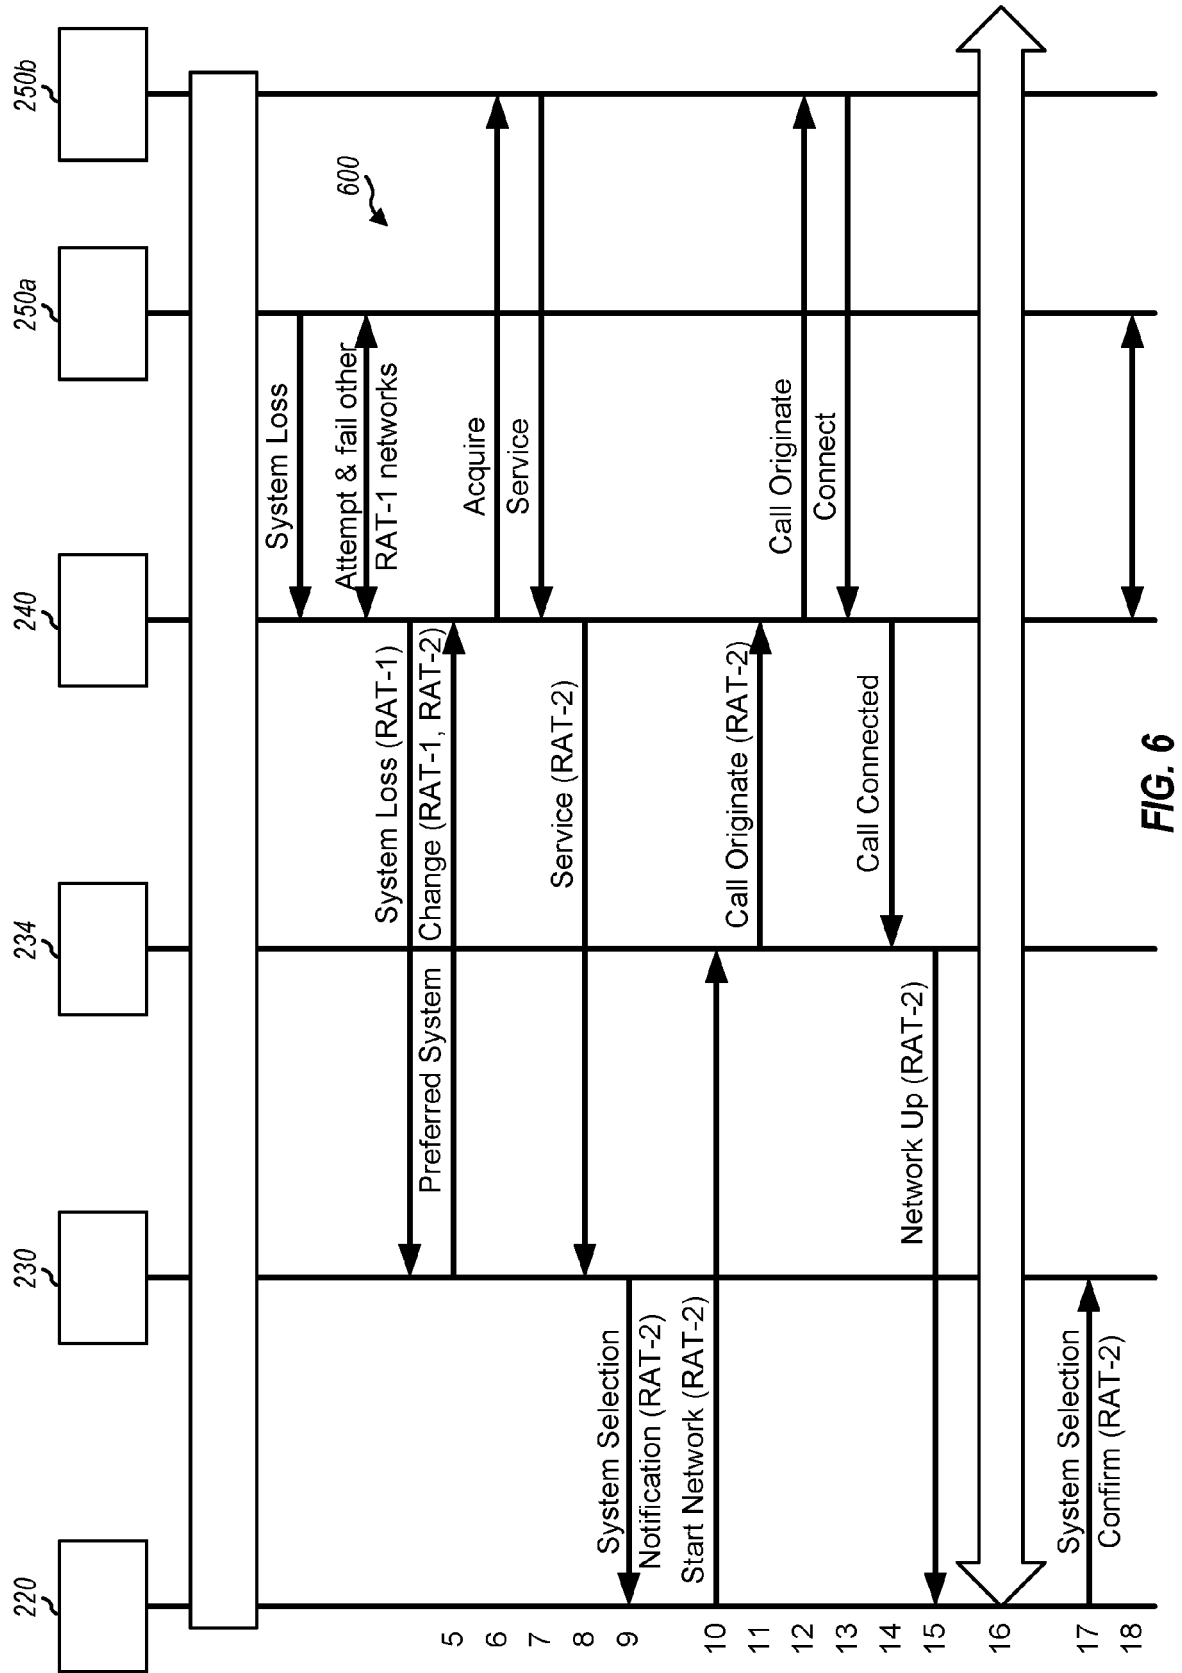 220
230
234
240
250a
250b
600
System Loss
Attempt & fail other
RAT-1 networks
System Loss (RAT-1)
5
Preferred System Change (RAT-1, RAT-2)
6
Acquire
7
Service
8
Service (RAT-2)
9
System Selection
Notification (RAT-2)
10
Start Network (RAT-2)
11
Call Originate (RAT-2)
12
Call Originate
13
Connect
14
Call Connected
15
Network Up (RAT-2)
16
17
System Selection
Confirm (RAT-2)
18
FIG. 6